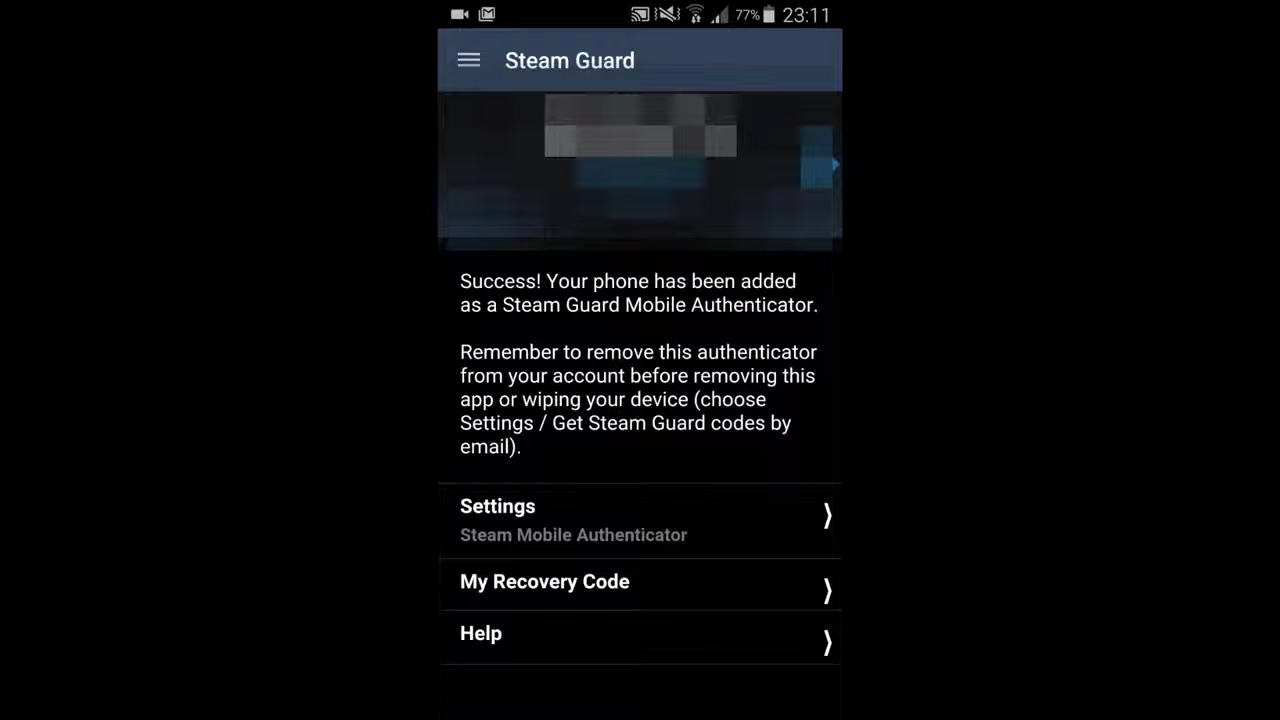 77% 23:11
Steam Guard
Success! Your phone has been added
as a Steam Guard Mobile Authenticator.
Remember to remove this authenticator
from your account before removing this
app or wiping your device (choose
Settings / Get Steam Guard codes by
email).
Settings
Steam Mobile Authenticator
My Recovery Code
Help